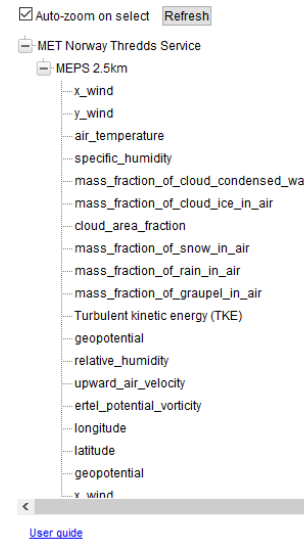 Auto-zoom on select Refresh
MET Norway Thredds Service
MEPS 2.5km
x_wind
y_wind
air_temperature
specific_humidity
mass_fraction_of_cloud_condensed_wa
mass_fraction_of_cloud_ice_in_air
cloud_area_fraction
mass_fraction_of_snow_in_air
mass_fraction_of_rain_in_air
mass_fraction_of_graupel_in_air
Turbulent kinetic energy (TKE)
geopotential
relative_humidity
upward_air_velocity
ertel_potential_vorticity
longitude
latitude
geopotential
x_wind
User guide